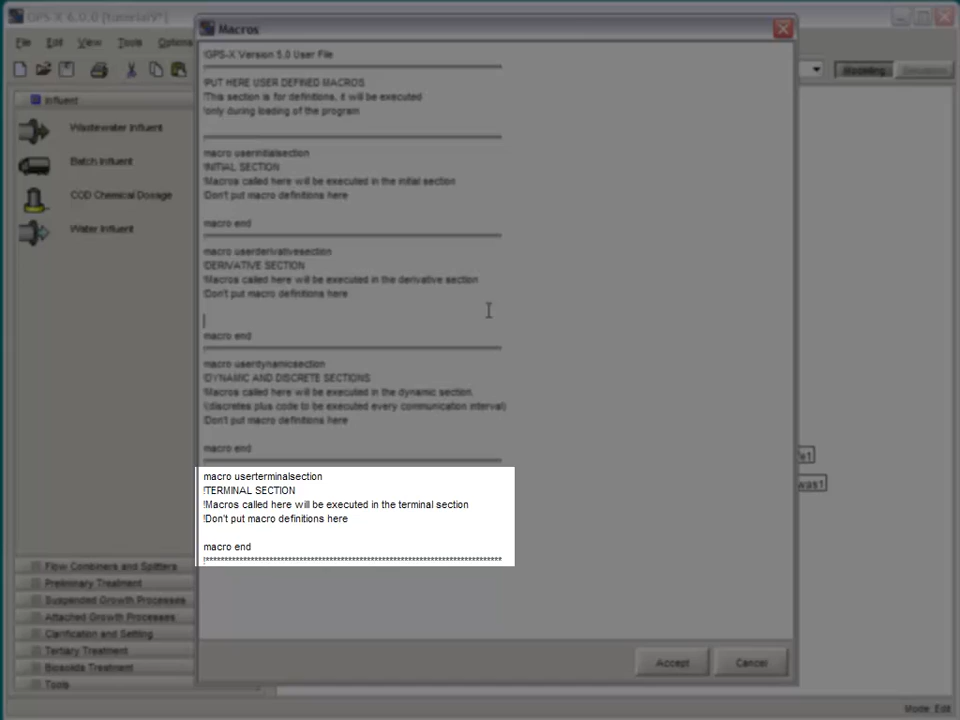 GPS-X 6.0.0 [tutorial9*]
Macros
File Edit View Tools Options
Modeling
Influent
Wastewater Influent
Batch Influent
COD Chemical Dosage
Water Influent
!GPS-X Version 5.0 User File
!PUT HERE USER DEFINED MACROS
!This section is for definitions, it will be executed
!only during loading of the program
macro userinitialsection
!INITIAL SECTION
!Macros called here will be executed in the initial section
!Don't put macro definitions here
macro end
macro userderivativesection
!DERIVATIVE SECTION
!Macros called here will be executed in the derivative section
!Don't put macro definitions here
macro end
macro userdynamicsection
!DYNAMIC AND DISCRETE SECTIONS
!Macros called here will be executed in the dynamic section.
!(discretes plus code to be executed every communication interval)
!Don't put macro definitions here
macro end
macro userterminalsection
!TERMINAL SECTION
!Macros called here will be executed in the terminal section
!Don't put macro definitions here
macro end
!******************************************************************************
was1
Flow Combiners and Splitters
Preliminary Treatment
Suspended Growth Processes
Attached Growth Processes
Clarification and Settling
Tertiary Treatment
Biosolids Treatment
Tools
Accept
Cancel
Mode: Edit